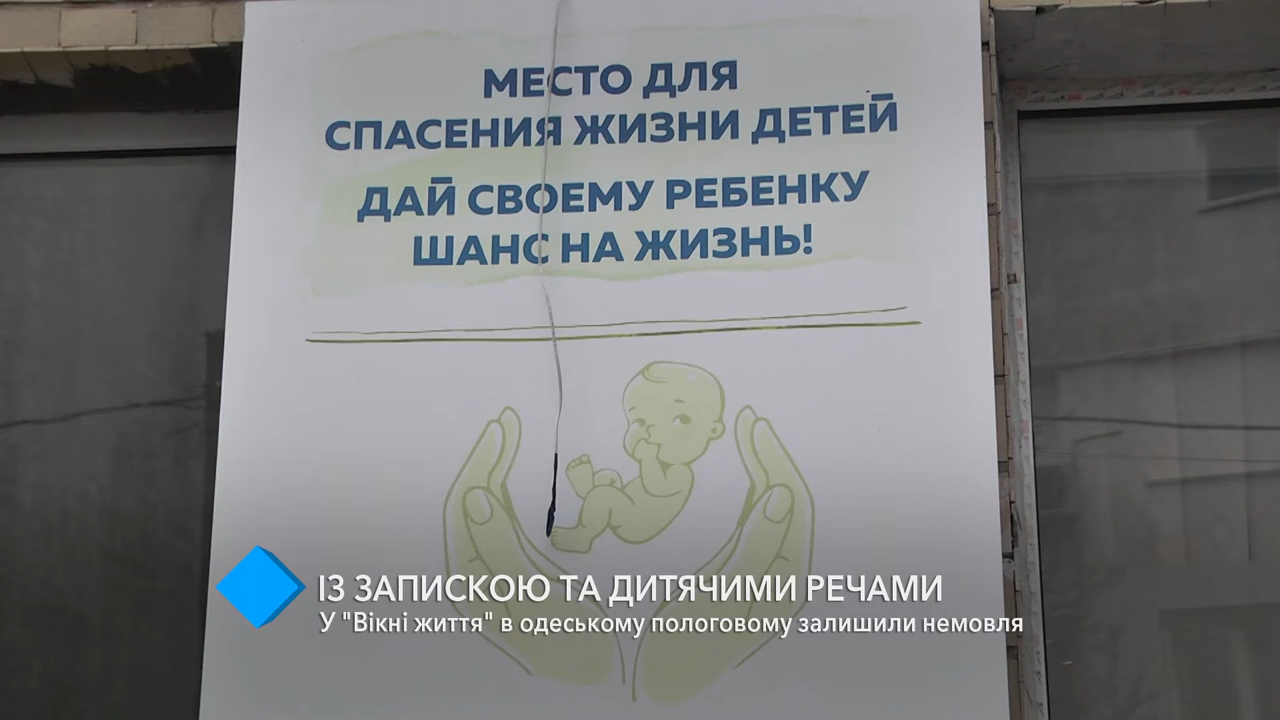 МЕСТО ДЛЯ
СПАСЕНИЯ ЖИЗНИ ДЕТЕЙ
ДАЙ СВОЕМУ РЕБЕНКУ
ШАНС НА ЖИЗНЬ!
ІЗ ЗАПИСКОЮ ТА ДИТЯЧИМИ РЕЧАМИ
У "Вікні життя" в одеському пологовому залишили немовля